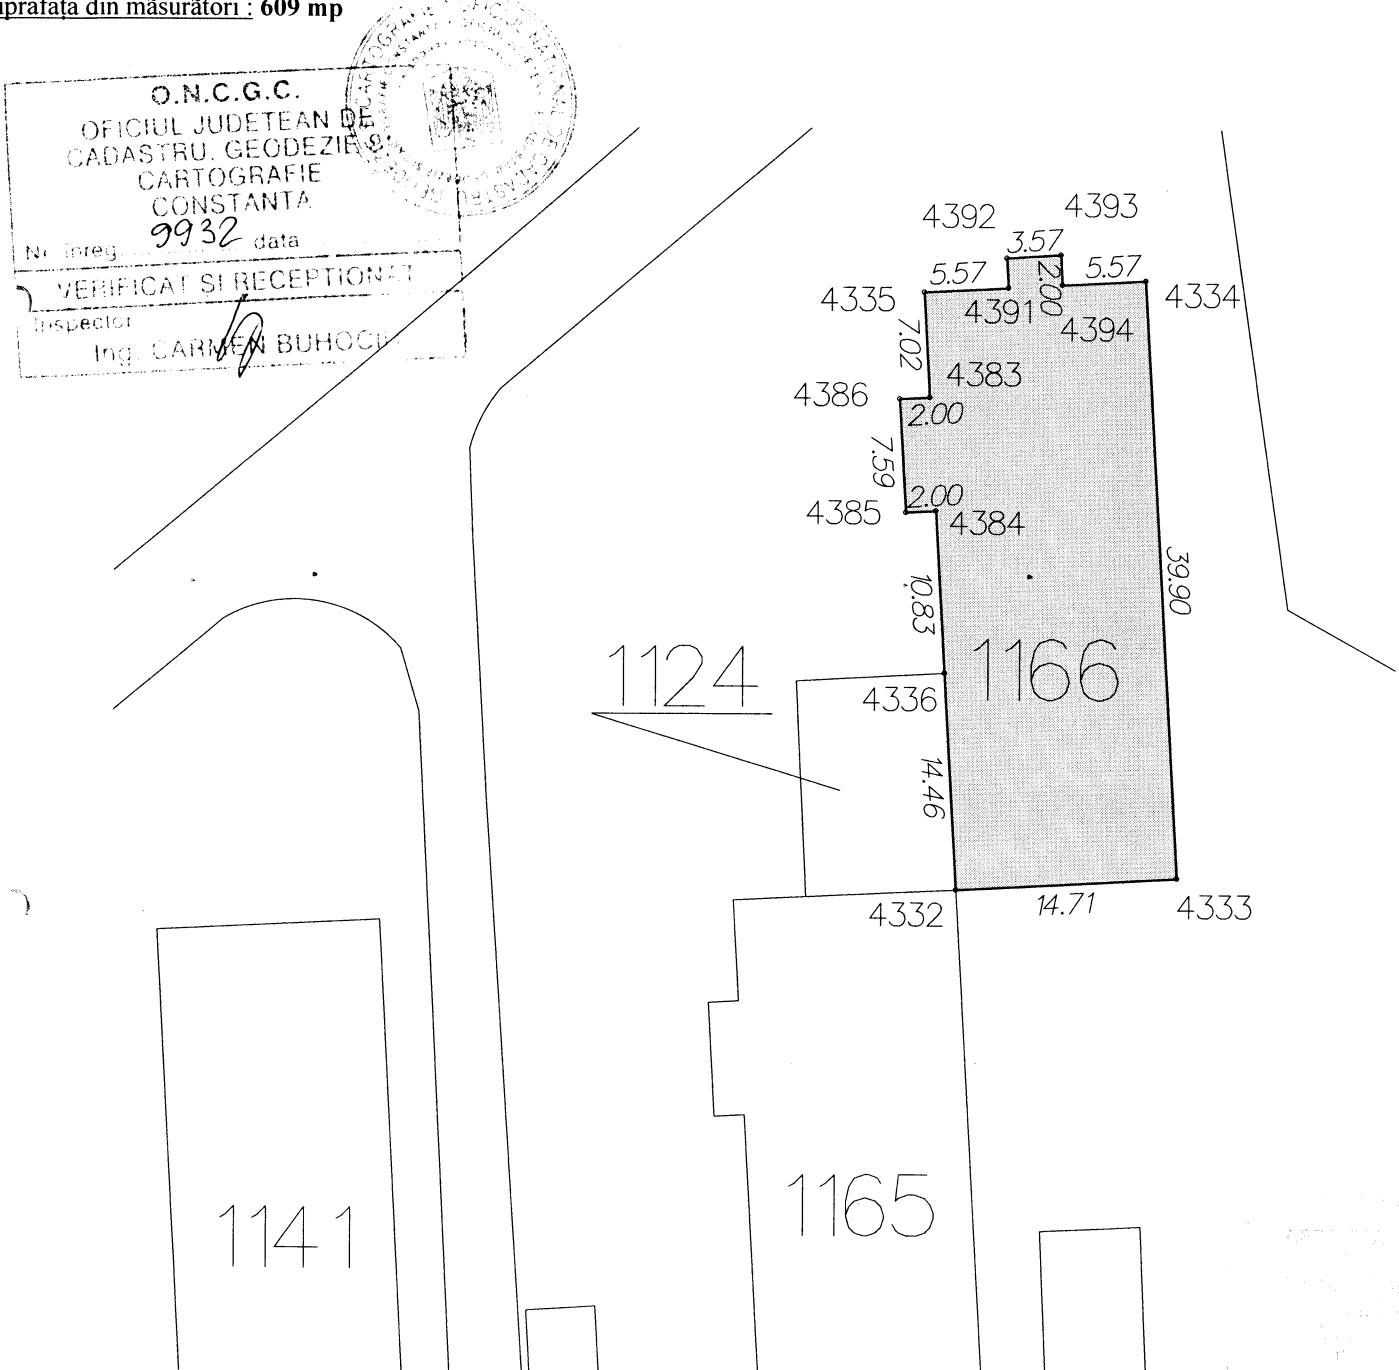 uprafața din măsurători : 609 mp
O.N.C.G.C.
OFICIUL JUDETEAN DE
CADASTRU, GEODEZIE SI
CARTOGRAFIE
CONSTANTA
Nr. inreg. 9932 data
VERIFICAT SI RECEPTIONAT
Inspector
Ing. CARMEN BUHOCI
4392
4393
3.57
5.57
2.00
5.57
4335
4391
4394
4334
7.02
4383
4386
2.00
7.59
2.00
4385
4384
10.83
39.90
1124
1166
4336
14.46
4332
14.71
4333
1141
1165